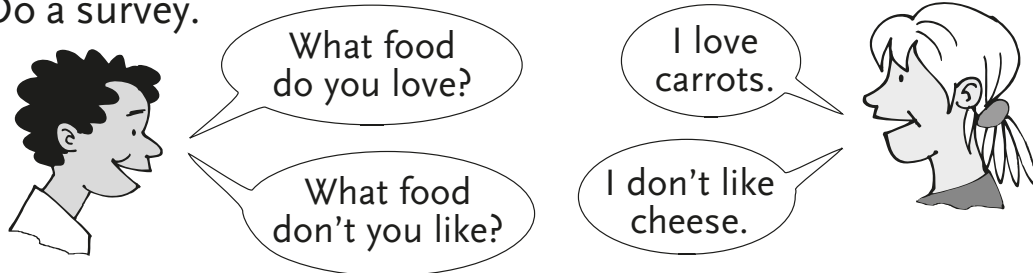 Do a survey.
What food
do you love?
I love
carrots.
What food
don't you like?
I don't like
cheese.